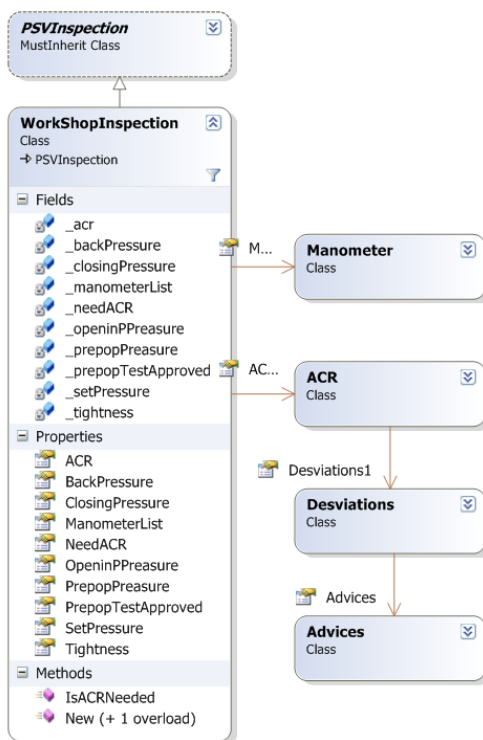 PSVInspection
MustInherit Class
WorkShopInspection
Class
PSVInspection
Fields
_acr
_backPressure
_closingPressure
_manometerList
_needACR
_openinPPreasure
_prepopPreasure
_prepopTestApproved
_setPressure
_tightness
Properties
ACR
BackPressure
ClosingPressure
ManometerList
NeedACR
OpeninPPreasure
PrepopPreasure
PrepopTestApproved
SetPressure
Tightness
Methods
IsACRNeeded
New (+ 1 overload)
M...
Manometer
Class
AC...
ACR
Class
Desviations1
Desviations
Class
Advices
Advices
Class